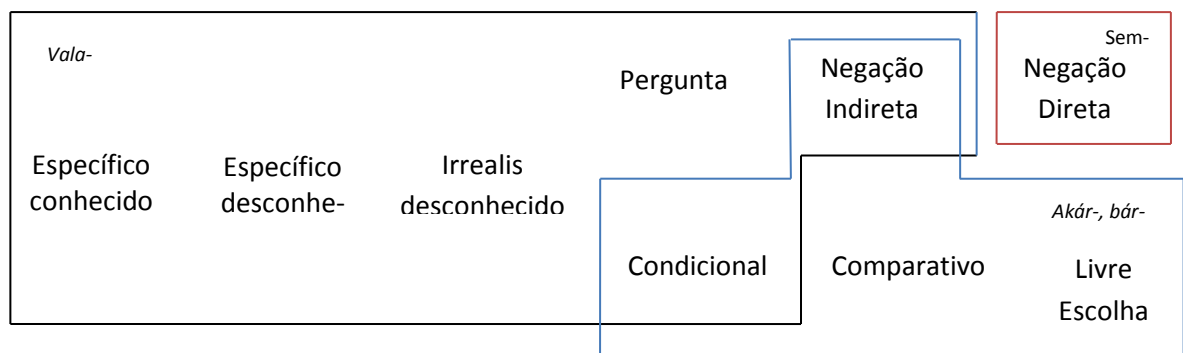 Vala-
Sem-
Pergunta
Negação
Indireta
Negação
Direta
Específico
conhecido
Específico
desconhe-
Irrealis
desconhecido
Akár-, bár-
Condicional
Comparativo
Livre
Escolha